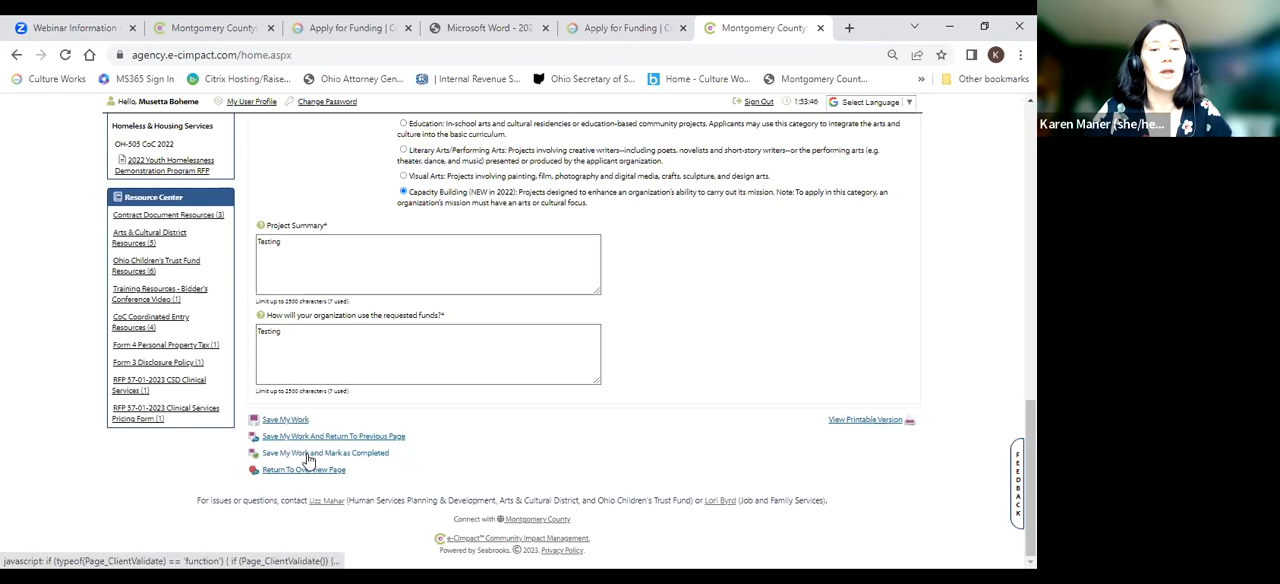 Webinar Information
Montgomery County
Apply for Funding | C
Microsoft Word - 202
Apply for Funding | C
Montgomery County
agency.e-cimpact.com/home.aspx
K
Culture Works
MS365 Sign In
Citrix Hosting/Raise...
Ohio Attorney Gen...
| Internal Revenue S...
Ohio Secretary of S...
Home - Culture Wo...
Montgomery Count...
»
Other bookmarks
Hello, Musetta Boheme
My User Profile
Change Password
Sign Out
1:53:46
Select Language
Homeless & Housing Services
OH-505 CoC 2022
2022 Youth Homelessness
Demonstration Program RFP
Resource Center
Contract Document Resources (3)
Arts & Cultural District
Resources (5)
Ohio Children's Trust Fund
Resources (6)
Training Resources - Bidder's
Conference Video (1)
CoC Coordinated Entry
Resources (4)
Form 4 Personal Property Tax (1)
Form 3 Disclosure Policy (1)
RFP 57-01-2023 CSD Clinical
Services (1)
RFP 57-01-2023 Clinical Services
Pricing Form (1)
Education: In-school arts and cultural residencies or education-based community projects. Applicants may use this category to integrate the arts and
culture into the basic curriculum.
Literary Arts/Performing Arts: Projects involving creative writers--including poets, novelists and short-story writers--or the performing arts (e.g.
theater, dance, and music) presented or produced by the applicant organization.
Visual Arts: Projects involving painting, film, photography and digital media, crafts, sculpture, and design arts.
Capacity Building (NEW in 2022): Projects designed to enhance an organization's ability to carry out its mission. Note: To apply in this category, an
organization's mission must have an arts or cultural focus.
Project Summary*
Testing
Limit up to 2500 characters (7 used).
How will your organization use the requested funds?*
Testing
Limit up to 2500 characters (7 used).
Save My Work
View Printable Version
Save My Work And Return To Previous Page
Save My Work and Mark as Completed
Return To Overview Page
FEEDBACK
For issues or questions, contact Lizz Mahar (Human Services Planning & Development, Arts & Cultural District, and Ohio Children's Trust Fund) or Lori Byrd (Job and Family Services).
Connect with Montgomery County
e-CImpact™ Community Impact Management.
Powered by Seabrooks. © 2023. Privacy Policy.
javascript: if (typeof(Page_ClientValidate) == 'function') { if (Page_ClientValidate()) {...
Karen Maner (she/he...